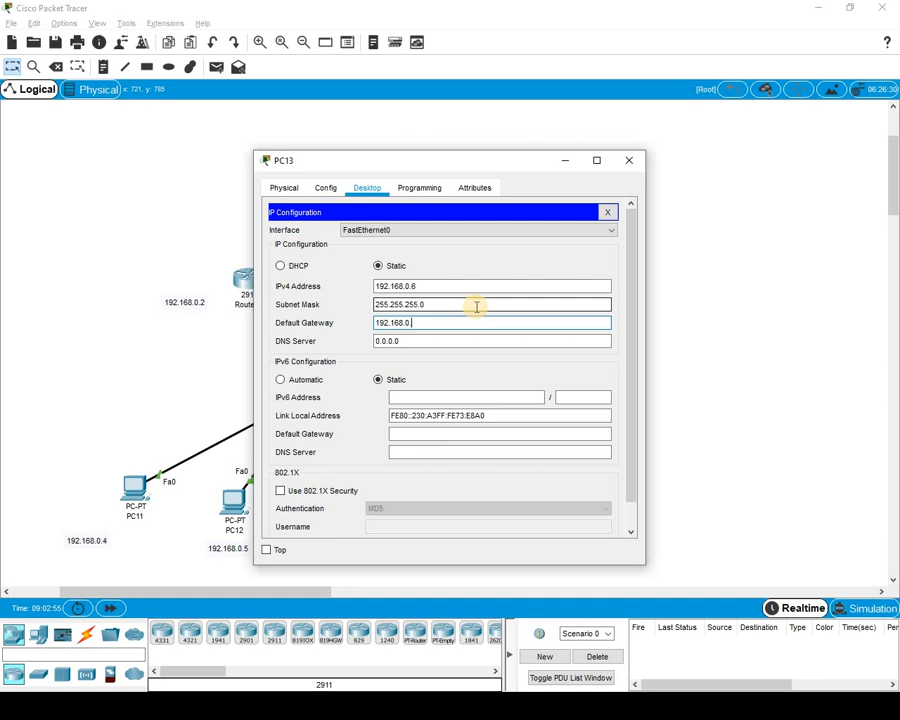 Cisco Packet Tracer
File Edit Options View Tools Extensions Help
Logical Physical x: 721, y: 785 [Root] 06:26:30
PC13
Physical Config Desktop Programming Attributes
IP Configuration X
Interface FastEthernet0
IP Configuration
DHCP Static
IPv4 Address 192.168.0.6
Subnet Mask 255.255.255.0
Default Gateway 192.168.0.
DNS Server 0.0.0.0
IPv6 Configuration
Automatic Static
IPv6 Address /
Link Local Address FE80::230:A3FF:FE73:E8A0
Default Gateway
DNS Server
802.1X
Use 802.1X Security
Authentication MD5
Username
Top
291
Route
192.168.0.2
Fa0
PC-PT
PC11
192.168.0.4
Fa0
PC-PT
PC12
192.168.0.5
Time: 09:02:55 Realtime Simulation
4331 4321 1941 2901 2911 819IOX 819HGW 829 1240 PT-Router PT-Empty 1841 2620
2911
Scenario 0
New Delete
Toggle PDU List Window
Fire Last Status Source Destination Type Color Time(sec) Per